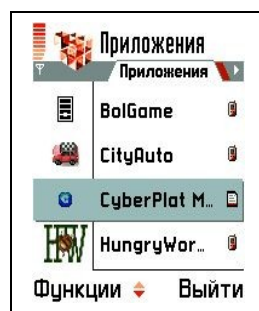 Приложения
Приложения
BolGame
CityAuto
CyberPlat M...
HungryWor...
Функции Выйти